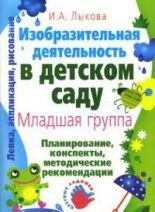 И.А. Лыкова
Изобразительная
деятельность
в детском
саду
Младшая группа
Планирование,
конспекты,
методические
рекомендации
Лепка, аппликация, рисование